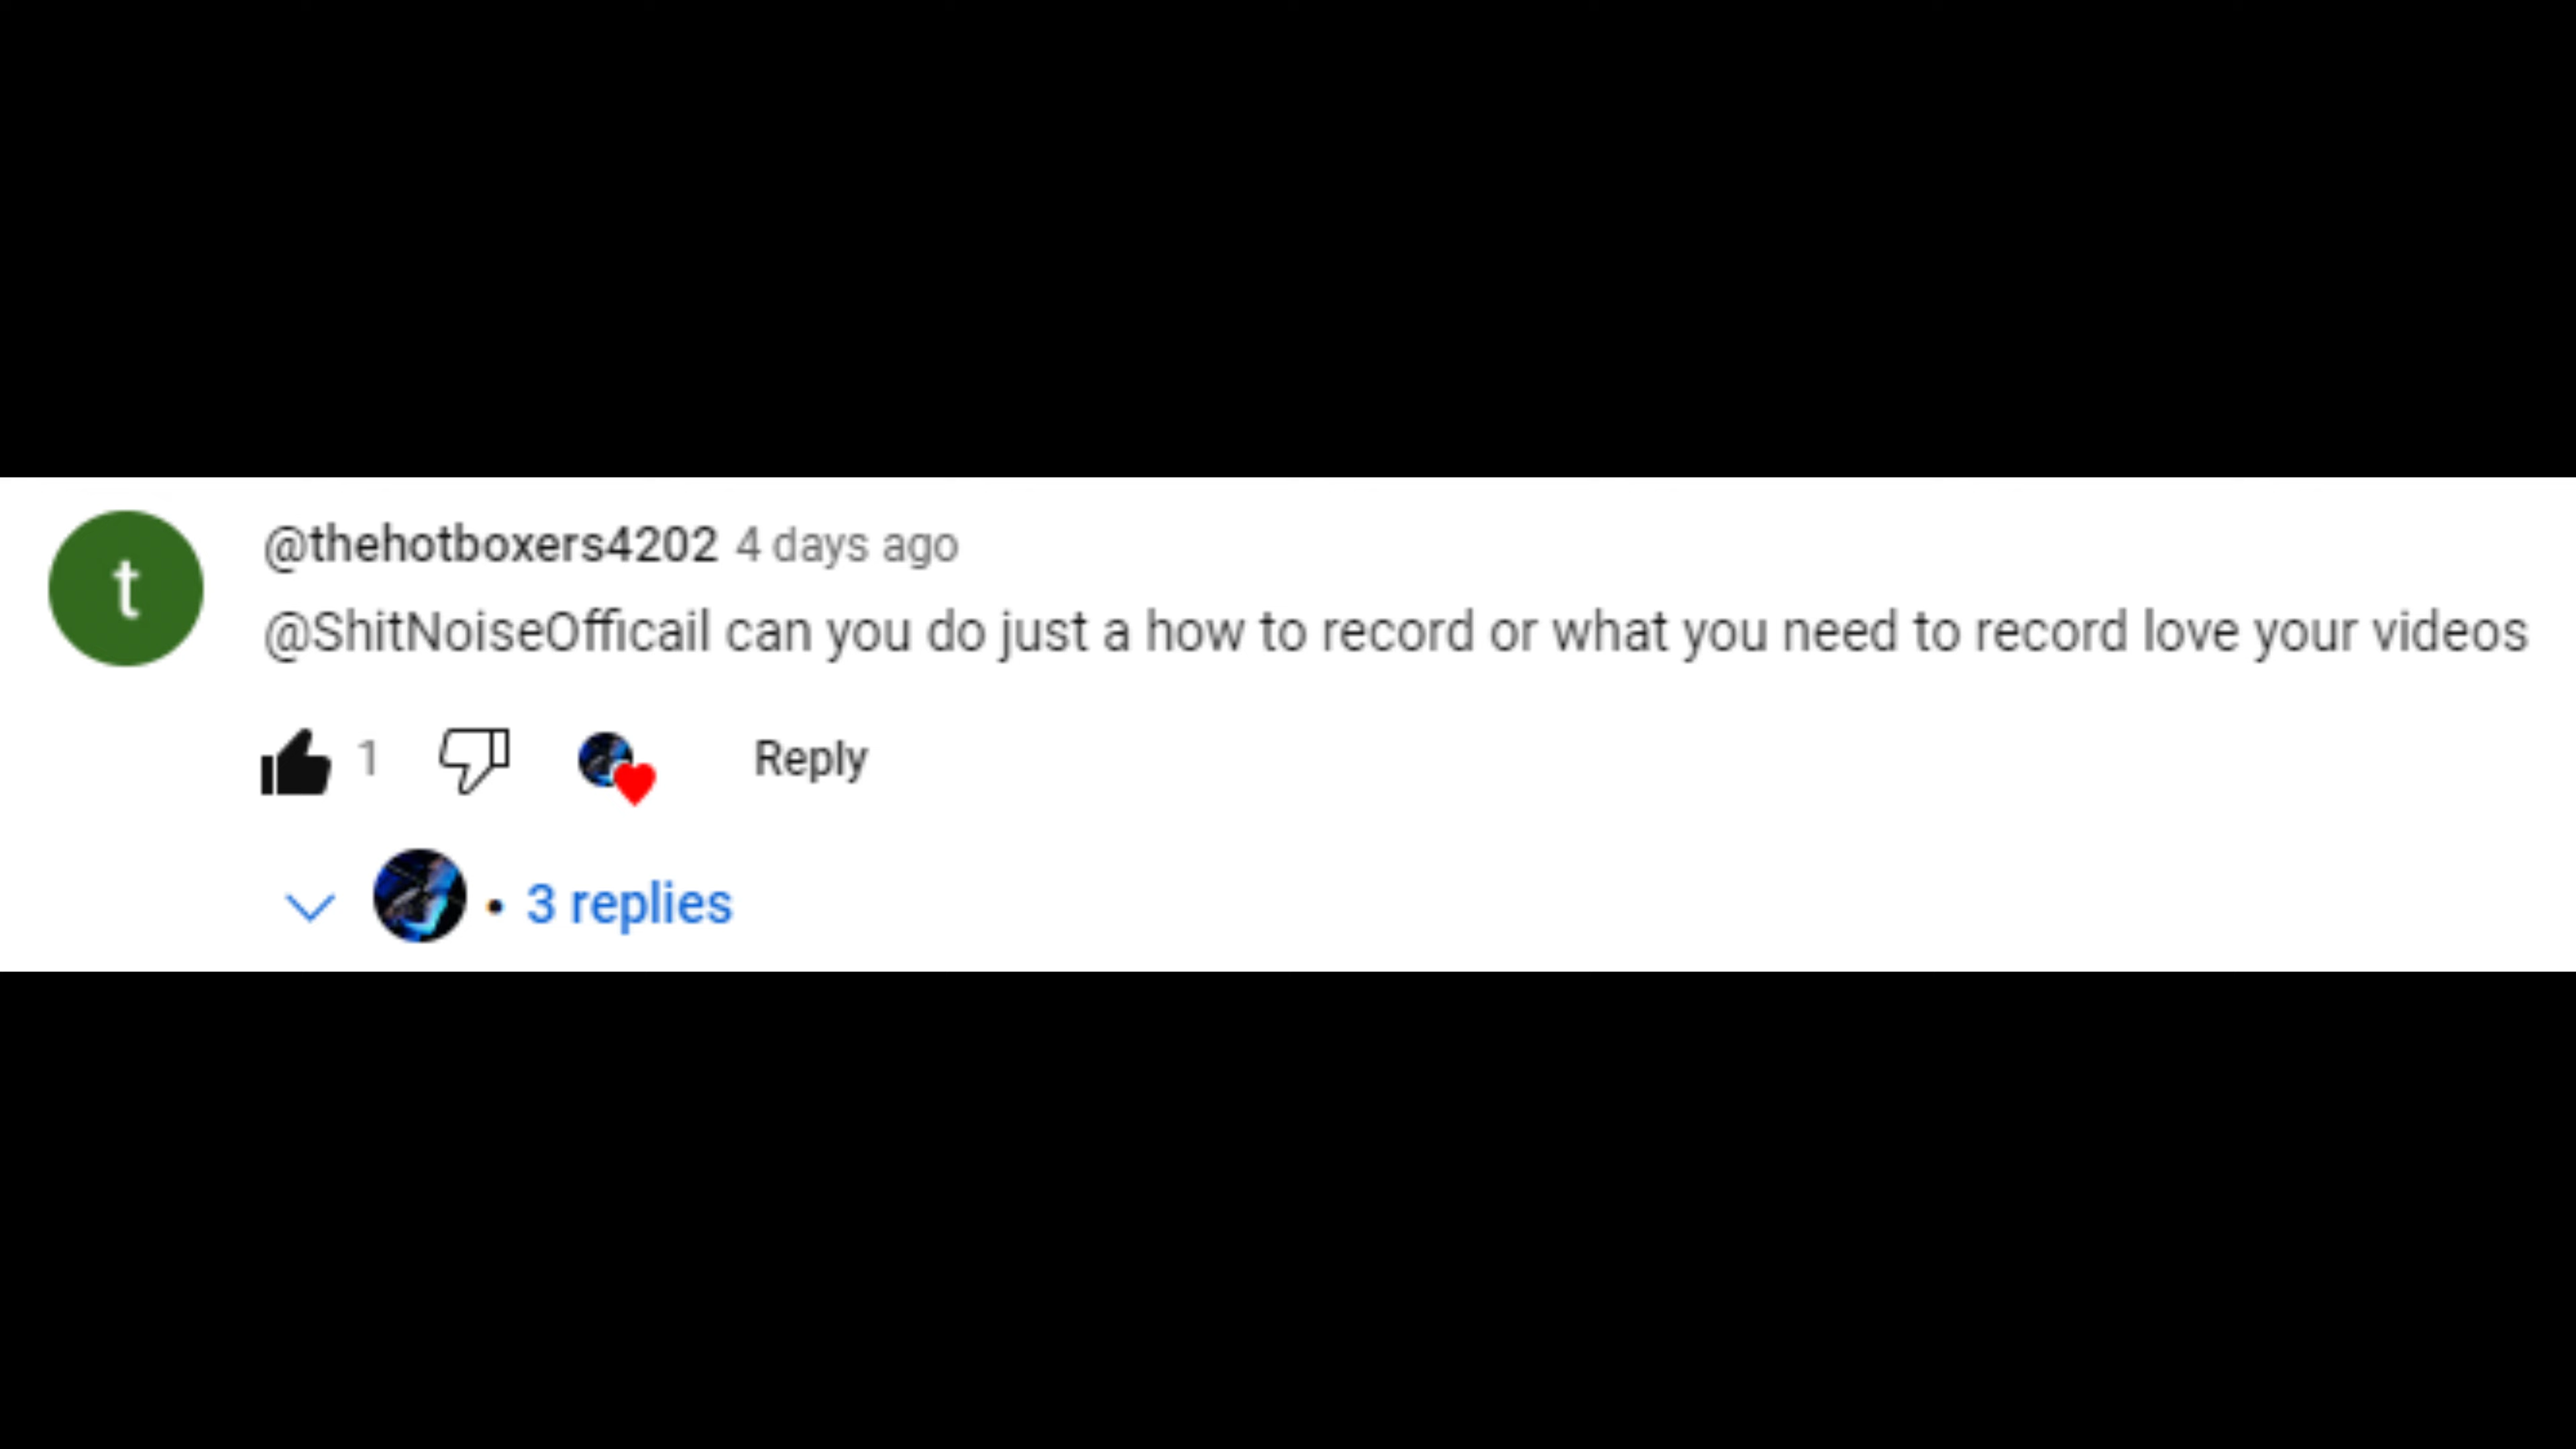 t
@thehotboxers4202 4 days ago
@ShitNoiseOfficail can you do just a how to record or what you need to record love your videos
1 Reply
• 3 replies